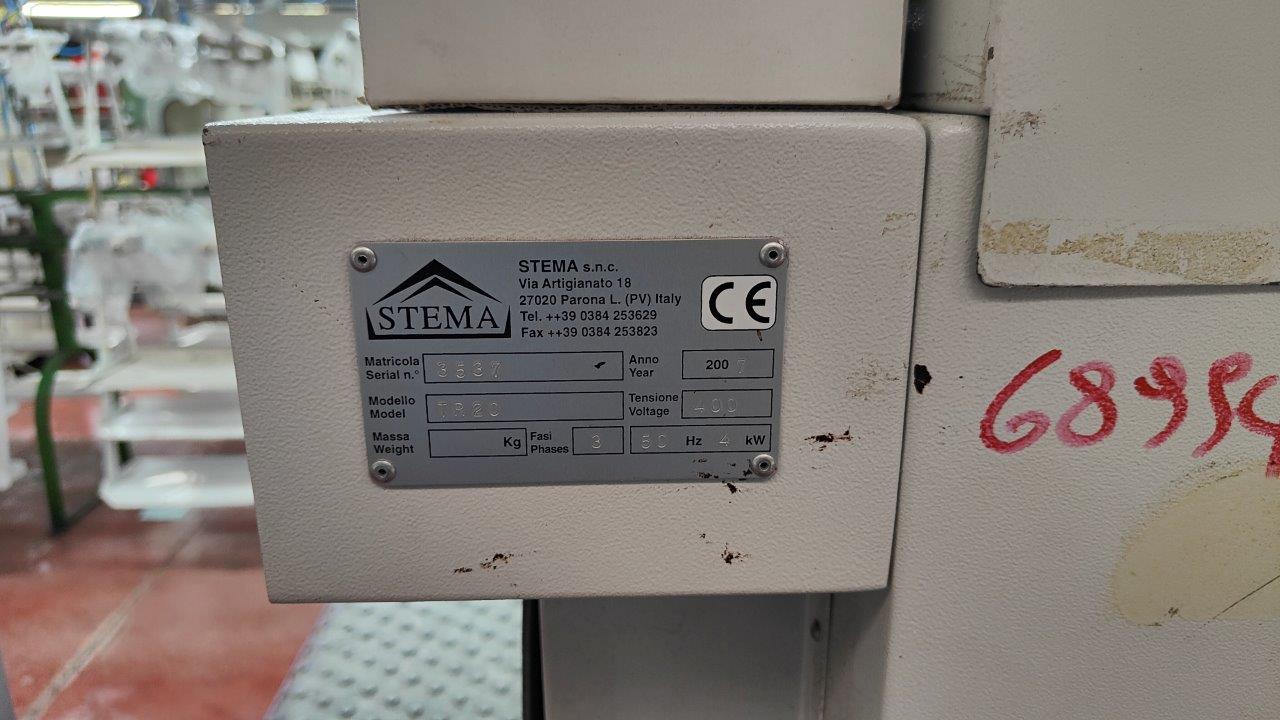 STEMA
STEMA s.n.c.
Via Artigianato 18
27020 Parona L. (PV) Italy
Tel. ++39 0384 253629
Fax ++39 0384 253823
CE
Matricola
Serial n.° 3537
Anno
Year 2007
Modello
Model TR20
Tensione
Voltage 400
Massa
Weight Kg
Fasi
Phases 3 50 Hz 4 kW